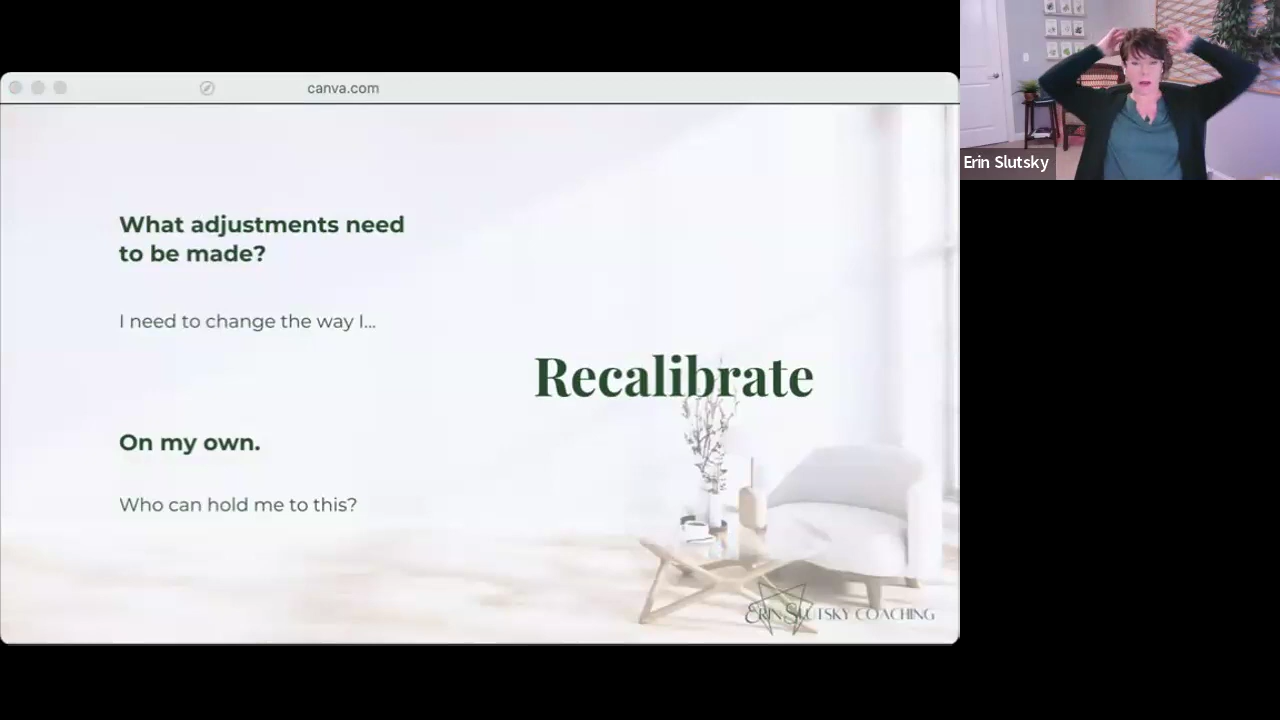 canva.com
What adjustments need
to be made?
I need to change the way I...
Recalibrate
On my own.
Who can hold me to this?
ERIN SLUTSKY COACHING
Erin Slutsky